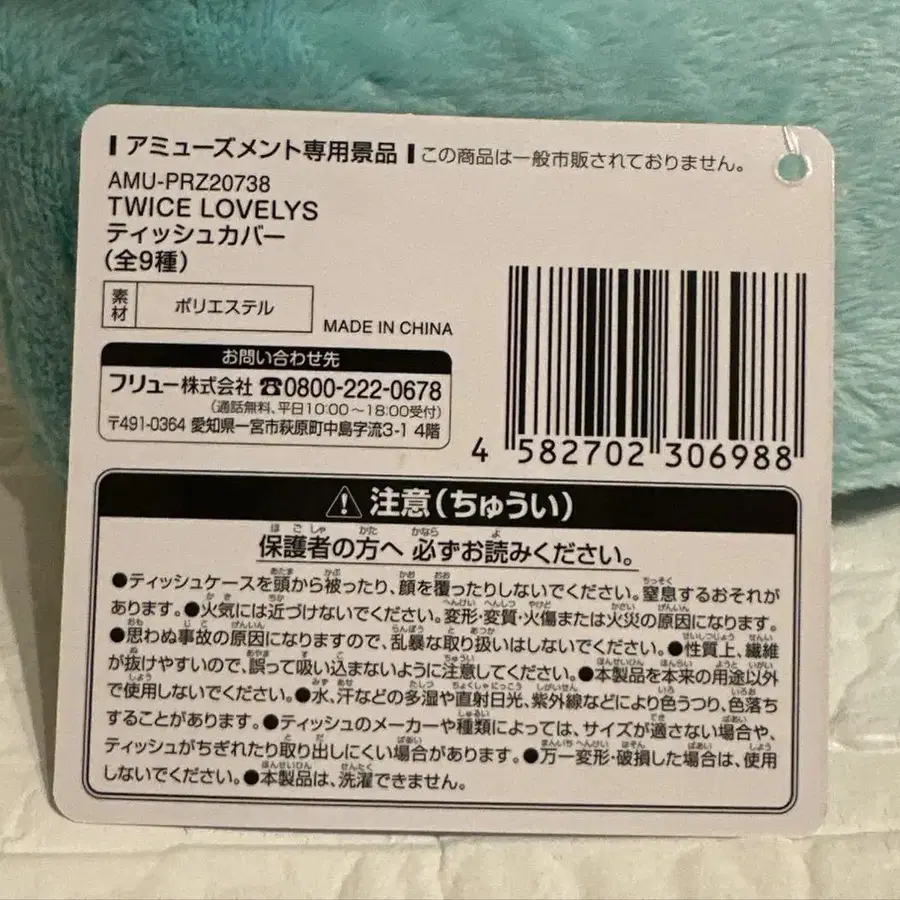 アミューズメント専用景品 この商品は一般市販されておりません。
AMU-PRZ20738
TWICE LOVELYS
ティッシュカバー
(全9種)
素材 ポリエステル
MADE IN CHINA
お問い合わせ先
フリュー株式会社 ☎0800-222-0678
(通話無料、平日10:00〜18:00受付)
〒491-0364 愛知県一宮市萩原町中島字流3-1 4階
4 582702 306988
注意(ちゅうい)
保護者の方へ 必ずお読みください。
●ティッシュケースを頭から被ったり、顔を覆ったりしないでください。窒息するおそれが
あります。●火気には近づけないでください。変形・変質・火傷または火災の原因になります。
●思わぬ事故の原因になりますので、乱暴な取り扱いはしないでください。●性質上、繊維
が抜けやすいので、誤って吸い込まないように注意してください。●本製品を本来の用途以外
で使用しないでください。●水、汗などの多湿や直射日光、紫外線などにより色うつり、色落ち
することがあります。●ティッシュのメーカーや種類によっては、サイズが適さない場合や、
ティッシュがちぎれたり取り出しにくい場合があります。●万一変形・破損した場合は、使用
しないでください。●本製品は、洗濯できません。